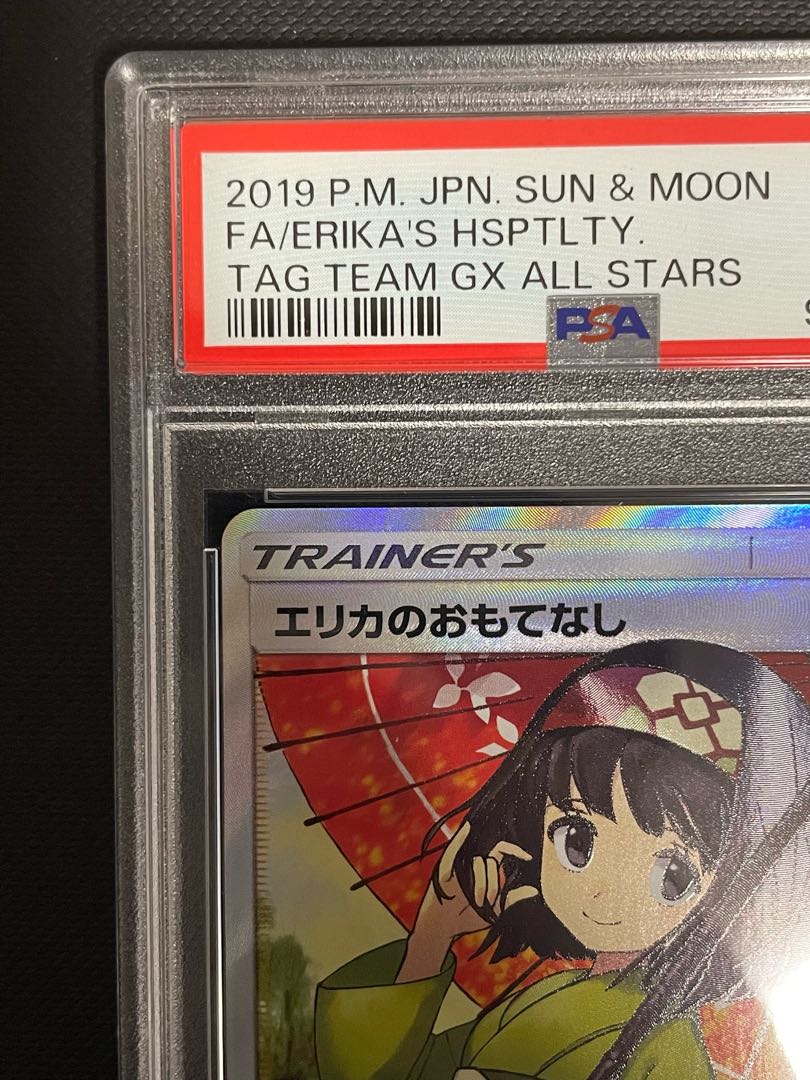 2019 P.M. JPN. SUN & MOON
FA/ERIKA'S HSPTLTY.
TAG TEAM GX ALL STARS
PSA
TRAINER'S
エリカのおもてなし